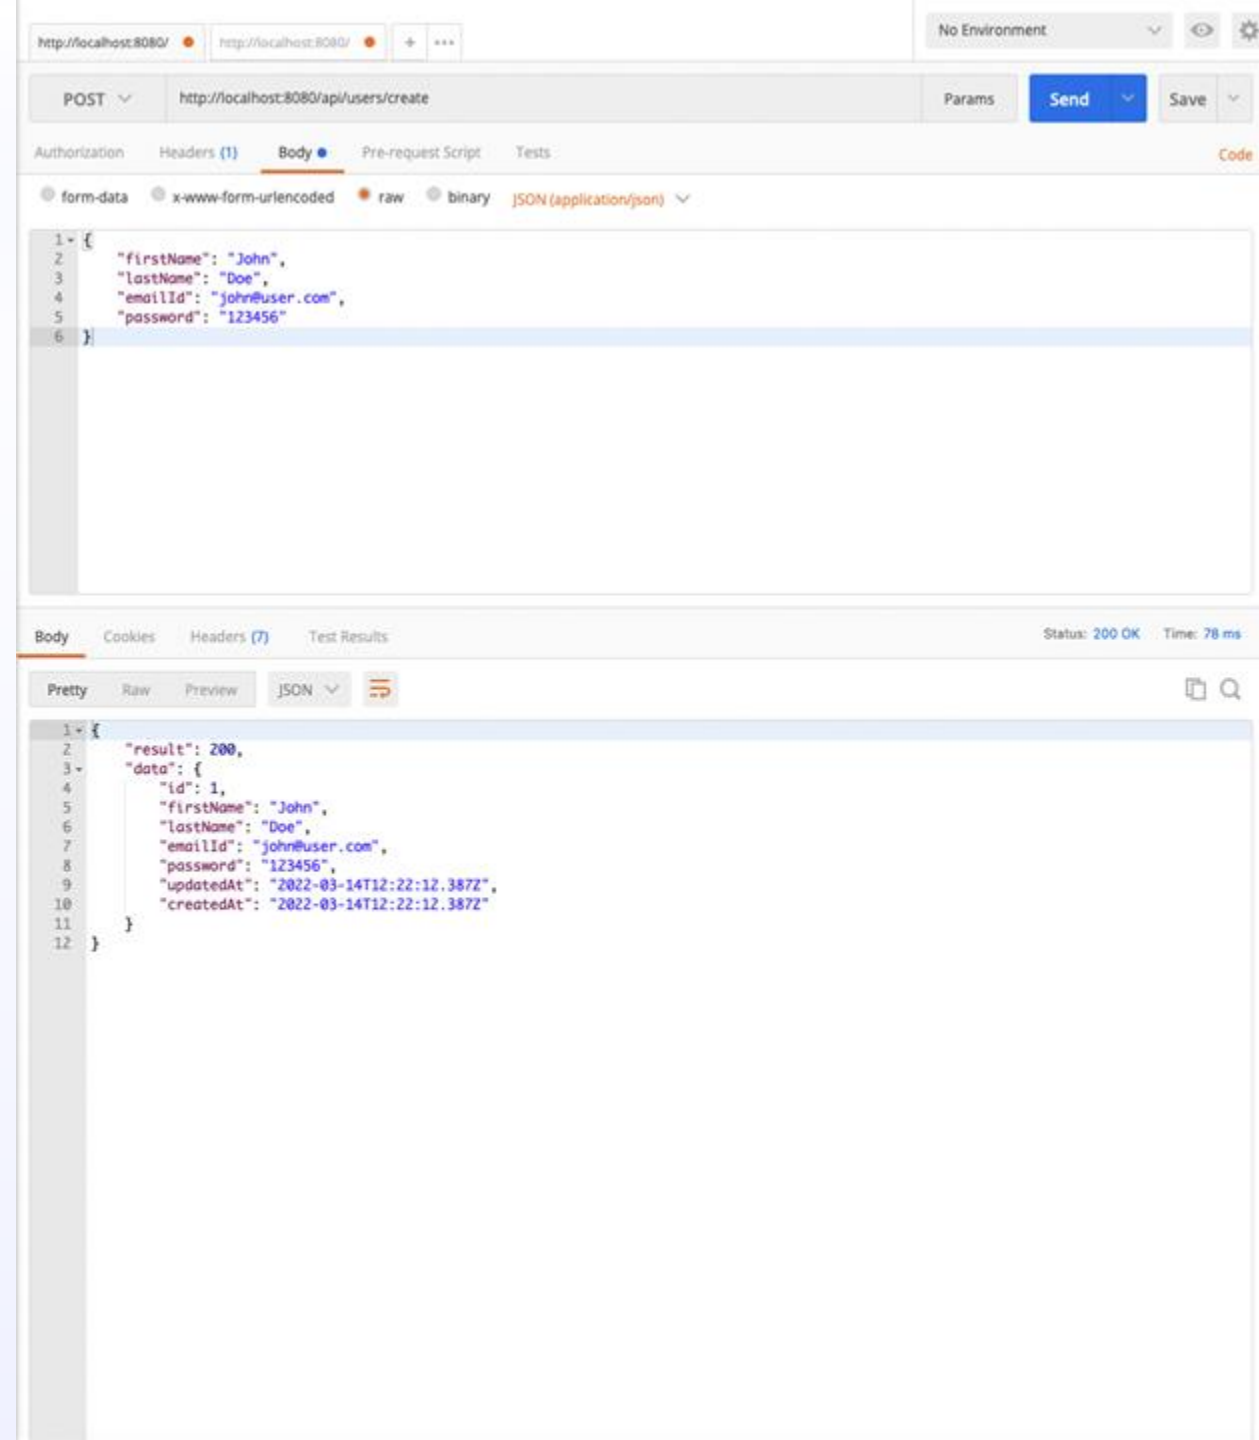 http://localhost:8080/ http://localhost:8080/ + ••• No Environment
POST http://localhost:8080/api/users/create Params Send Save
Authorization Headers (1) Body Pre-request Script Tests Code
form-data x-www-form-urlencoded raw binary JSON (application/json)
1 {
2 "firstName": "John",
3 "lastName": "Doe",
4 "emailId": "john@user.com",
5 "password": "123456"
6 }
Body Cookies Headers (7) Test Results Status: 200 OK Time: 78 ms
Pretty Raw Preview JSON
1 {
2 "result": 200,
3 "data": {
4 "id": 1,
5 "firstName": "John",
6 "lastName": "Doe",
7 "emailId": "john@user.com",
8 "password": "123456",
9 "updatedAt": "2022-03-14T12:22:12.387Z",
10 "createdAt": "2022-03-14T12:22:12.387Z"
11 }
12 }